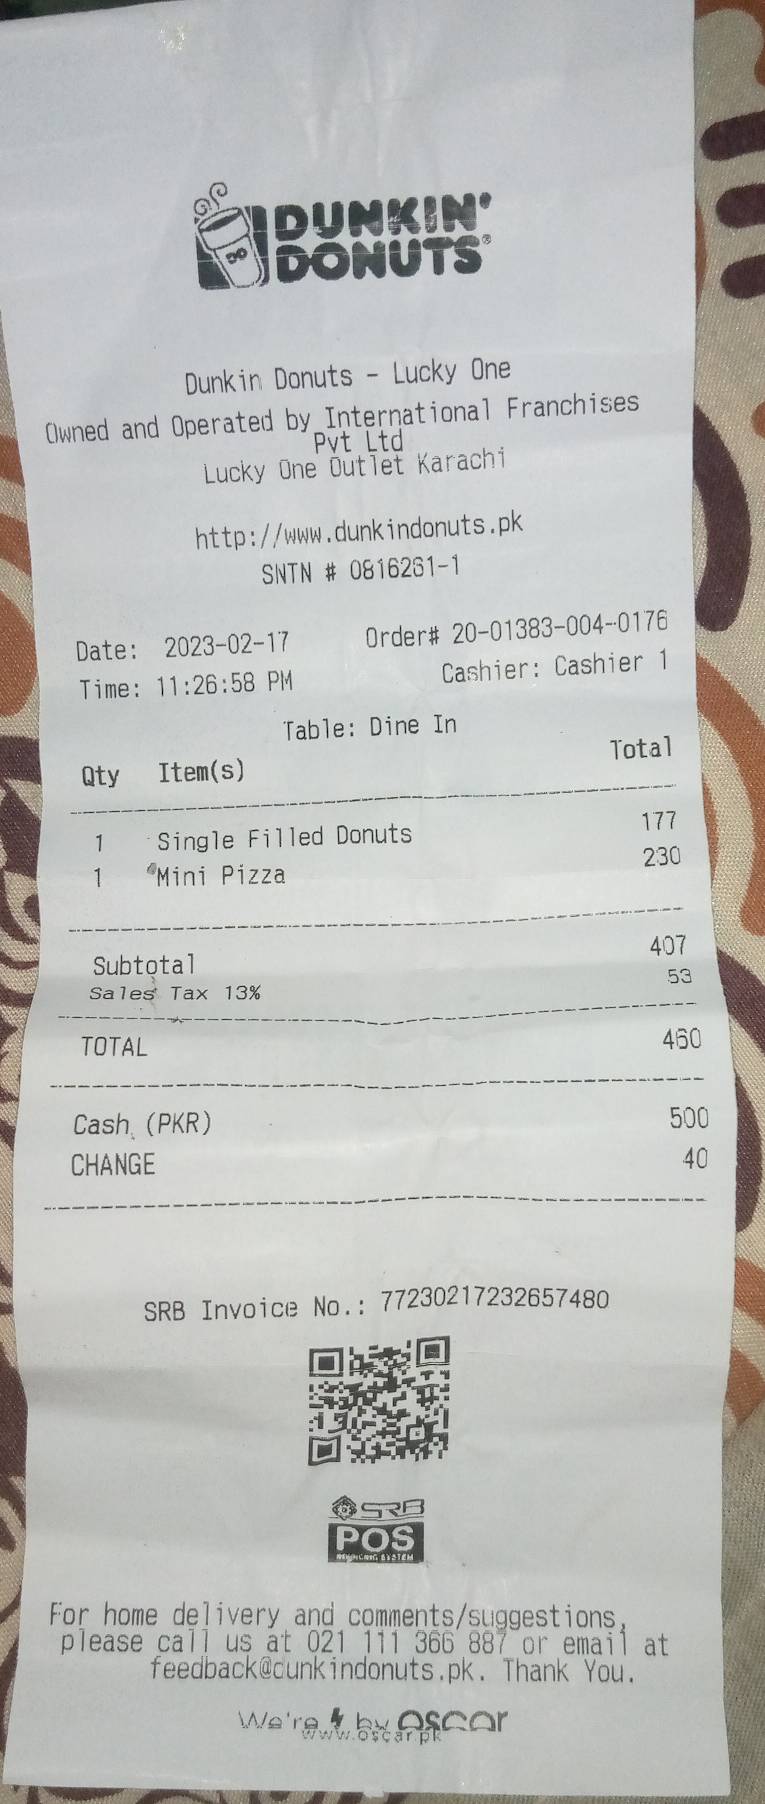 DUNKIN'
DONUTS®
Dunkin Donuts - Lucky One
Owned and Operated by International Franchises
Pvt Ltd
Lucky One Outlet Karachi
http://www.dunkindonuts.pk
SNTN # 0816261-1
Date: 2023-02-17 Order# 20-01383-004-0176
Time: 11:26:58 PM Cashier: Cashier 1
Table: Dine In
Qty Item(s) Total
1 Single Filled Donuts 177
1 Mini Pizza 230
Subtotal 407
Sales Tax 13% 53
TOTAL 460
Cash (PKR) 500
CHANGE 40
SRB Invoice No.: 77230217232657480
SRB
POS
SYSTEM
For home delivery and comments/suggestions,
please call us at 021 111 366 887 or email at
feedback@dunkindonuts.pk. Thank You.
We're by oscar
www.oscar.pk